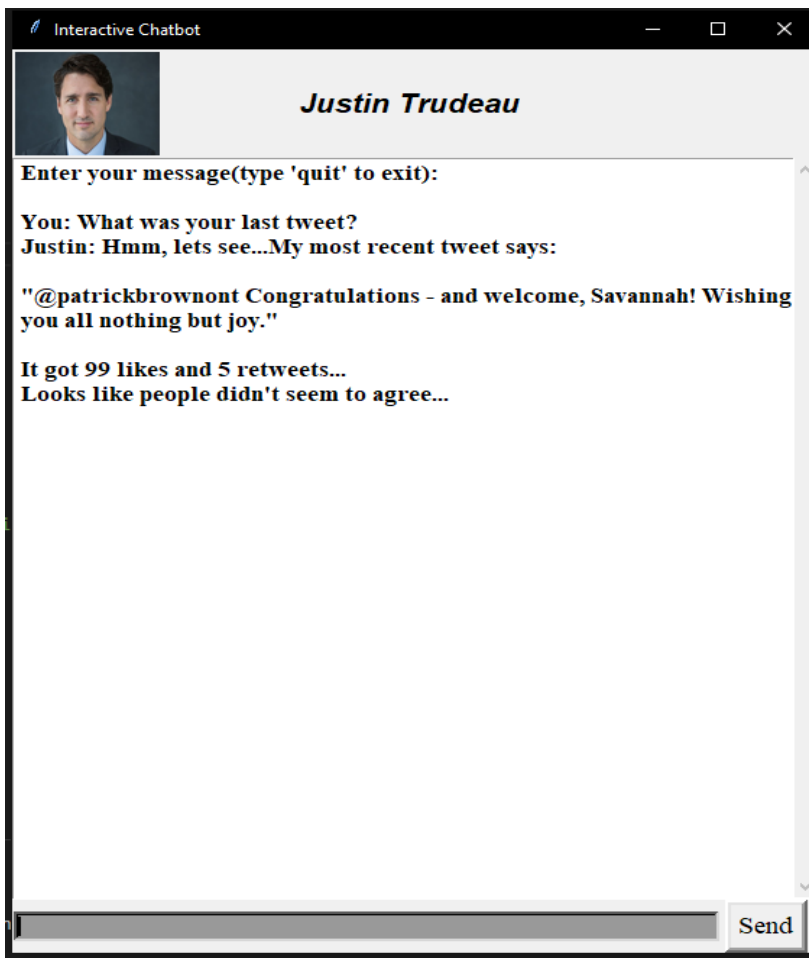 Interactive Chatbot
Justin Trudeau
Enter your message(type 'quit' to exit):
You: What was your last tweet?
Justin: Hmm, lets see...My most recent tweet says:
"@patrickbrownont Congratulations - and welcome, Savannah! Wishing
you all nothing but joy."
It got 99 likes and 5 retweets...
Looks like people didn't seem to agree...
Send